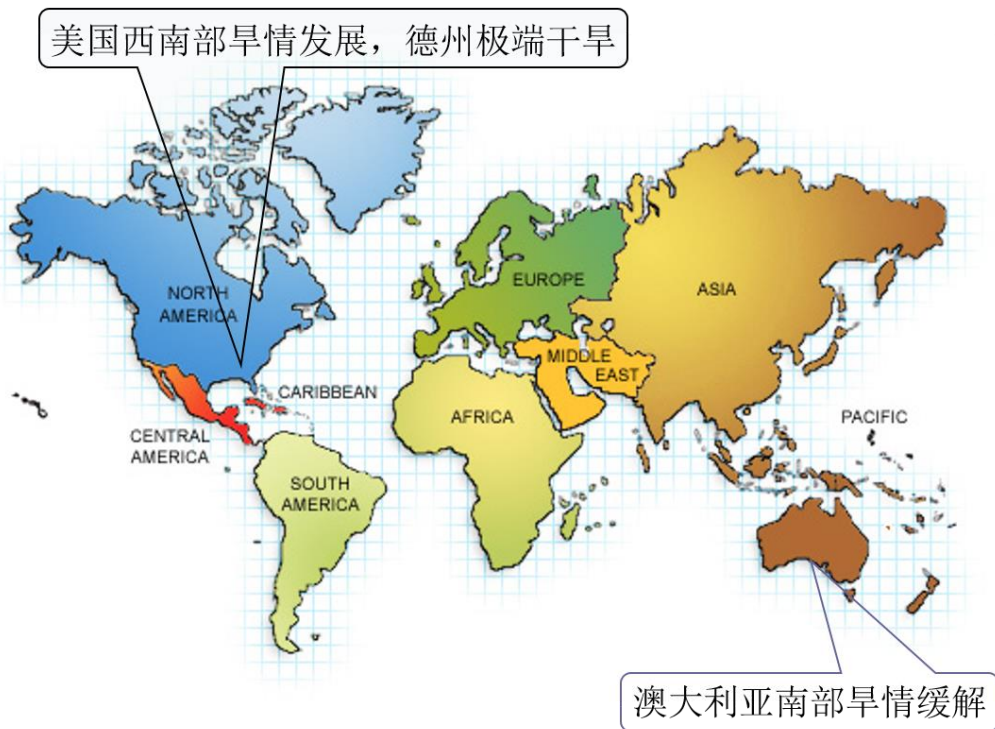 美国西南部旱情发展，德州极端干旱
NORTH
AMERICA
EUROPE
ASIA
MIDDLE
EAST
CARIBBEAN
AFRICA
PACIFIC
CENTRAL
AMERICA
SOUTH
AMERICA
澳大利亚南部旱情缓解